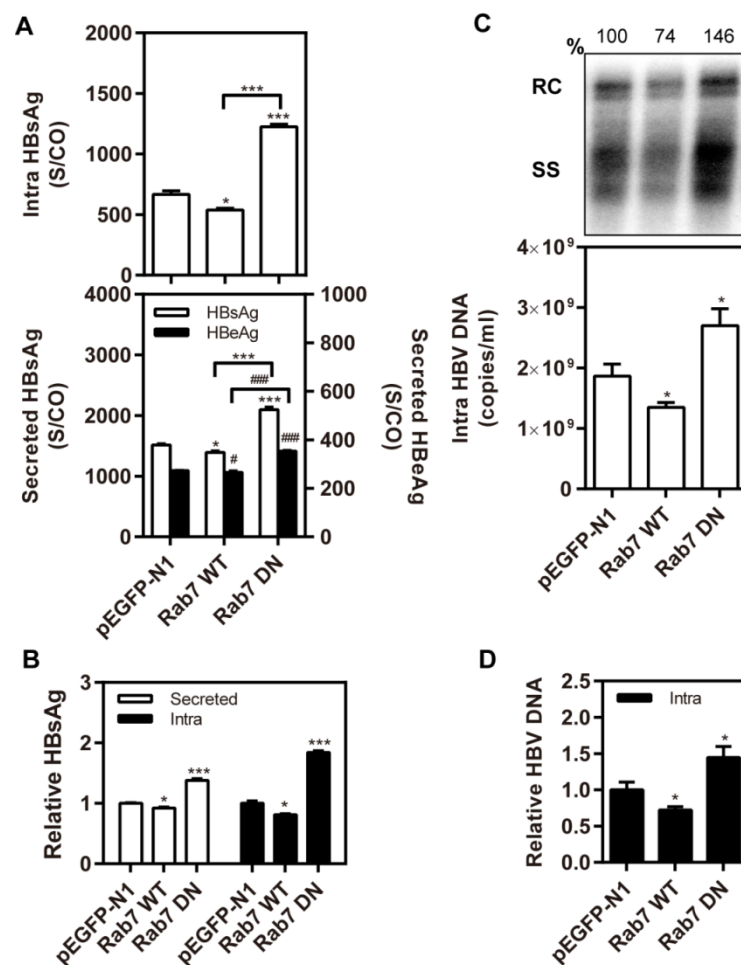 A
Intra HBsAg
(S/CO)
2000
1500
1000
500
0
***
*
***
Secreted HBsAg
(S/CO)
4000
3000
2000
1000
0
HBsAg
HBeAg
***
###
*
#
***
###
1000
800
600
400
200
0
Secreted HBeAg
(S/CO)
pEGFP-N1
Rab7 WT
Rab7 DN
B
Relative HBsAg
3
2
1
0
Secreted
Intra
*
***
*
***
pEGFP-N1
Rab7 WT
Rab7 DN
pEGFP-N1
Rab7 WT
Rab7 DN
C
% 100 74 146
RC
SS
Intra HBV DNA
(copies/ml)
4×10⁹
3×10⁹
2×10⁹
1×10⁹
0
*
*
pEGFP-N1
Rab7 WT
Rab7 DN
D
Relative HBV DNA
2.5
2.0
1.5
1.0
0.5
0.0
Intra
*
*
pEGFP-N1
Rab7 WT
Rab7 DN